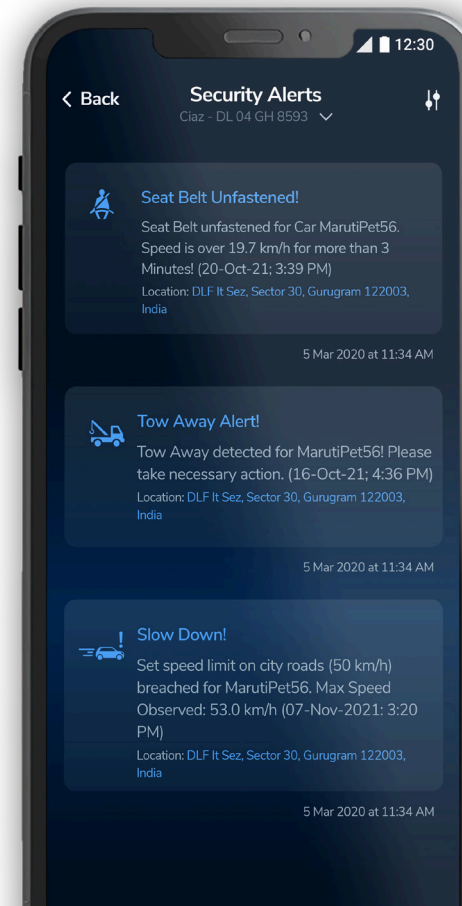 12:30
Back
Security Alerts
Ciaz - DL 04 GH 8593
Seat Belt Unfastened!
Seat Belt unfastened for Car MarutiPet56.
Speed is over 19.7 km/h for more than 3
Minutes! (20-Oct-21; 3:39 PM)
Location: DLF It Sez, Sector 30, Gurugram 122003,
India
5 Mar 2020 at 11:34 AM
Tow Away Alert!
Tow Away detected for MarutiPet56! Please
take necessary action. (16-Oct-21; 4:36 PM)
Location: DLF It Sez, Sector 30, Gurugram 122003,
India
5 Mar 2020 at 11:34 AM
Slow Down!
Set speed limit on city roads (50 km/h)
breached for MarutiPet56. Max Speed
Observed: 53.0 km/h (07-Nov-2021: 3:20
PM)
Location: DLF It Sez, Sector 30, Gurugram 122003,
India
5 Mar 2020 at 11:34 AM